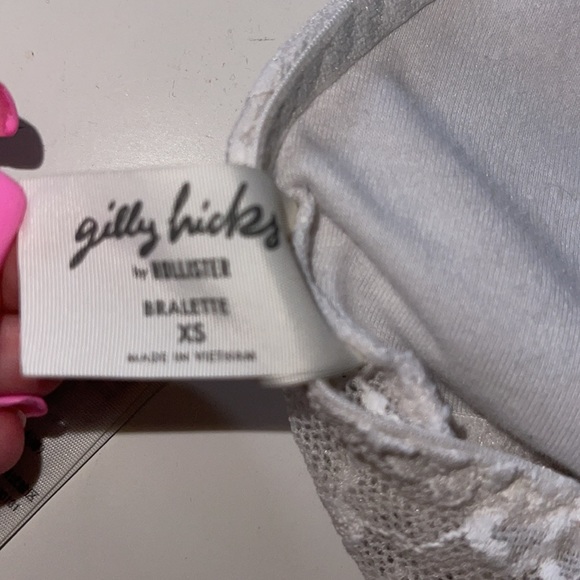 gilly hicks
by HOLLISTER
BRALETTE
XS
MADE IN VIETNAM